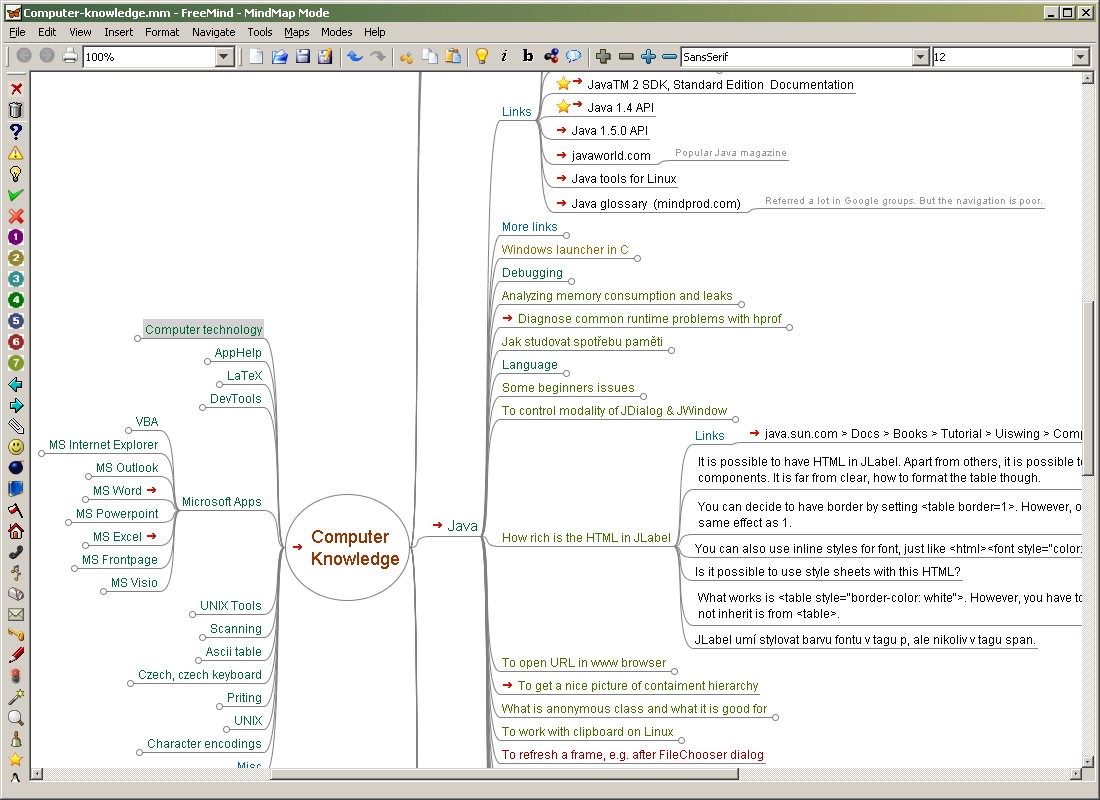 Computer-knowledge.mm - FreeMind - MindMap Mode
File Edit View Insert Format Navigate Tools Maps Modes Help
100%
i b
SansSerif
12
?
1
2
3
4
5
6
7
Computer technology
AppHelp
LaTeX
DevTools
VBA
MS Internet Explorer
MS Outlook
MS Word
MS Powerpoint
MS Excel
MS Frontpage
MS Visio
Microsoft Apps
UNIX Tools
Scanning
Ascii table
Czech, czech keyboard
Priting
UNIX
Character encodings
Misc
Computer
Knowledge
Java
Links
JavaTM 2 SDK, Standard Edition Documentation
Java 1.4 API
Java 1.5.0 API
javaworld.com
Popular Java magazine
Java tools for Linux
Java glossary (mindprod.com)
Referred a lot in Google groups. But the navigation is poor.
More links
Windows launcher in C
Debugging
Analyzing memory consumption and leaks
Diagnose common runtime problems with hprof
Jak studovat spotřebu paměti
Language
Some beginners issues
To control modality of JDialog & JWindow
How rich is the HTML in JLabel
Links
java.sun.com > Docs > Books > Tutorial > Uiswing > Comp
It is possible to have HTML in JLabel. Apart from others, it is possible to
components. It is far from clear, how to format the table though.
You can decide to have border by setting <table border=1>. However, o
same effect as 1.
You can also use inline styles for font, just like <html><font style="color:
Is it possible to use style sheets with this HTML?
What works is <table style="border-color: white">. However, you have to
not inherit is from <table>.
JLabel umí stylovat barvu fontu v tagu p, ale nikoliv v tagu span.
To open URL in www browser
To get a nice picture of contaiment hierarchy
What is anonymous class and what it is good for
To work with clipboard on Linux
To refresh a frame, e.g. after FileChooser dialog